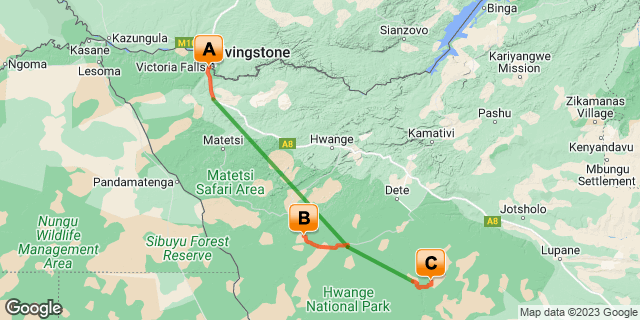 Binga
Kazungula
Sianzovo
Kasane
M10
A
vingstone
Kariyangwe
Mission
Ngoma
Lesoma
Victoria Falls
Zikamanas
Village
Pashu
Matetsi
A8
Hwange
Kamativi
Kenyandavu
Mbungu
Settlement
Pandamatenga
Matetsi
Safari Area
Dete
Jotsholo
Nungu
Wildlife
Management
Area
Sibuyu Forest
Reserve
B
A8
Lupane
C
Hwange
National Park
Google
Map data ©2023 Google